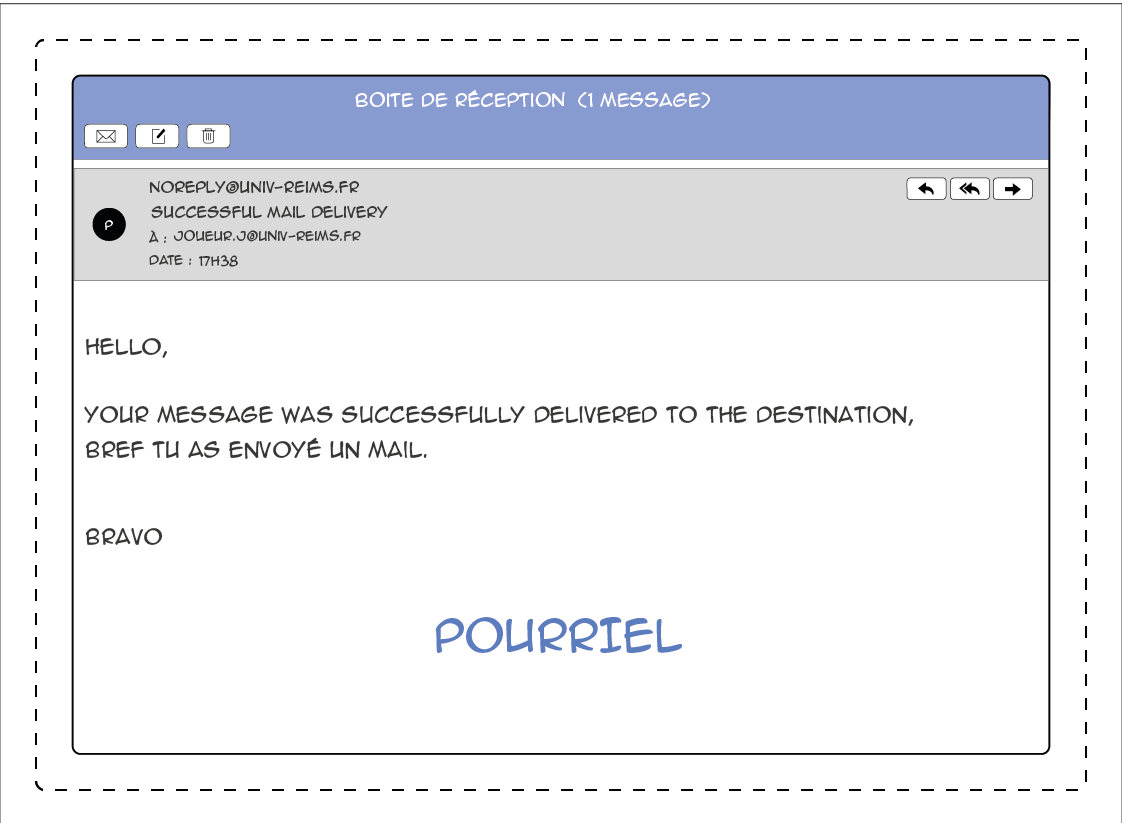 BOITE DE RÉCEPTION (1 MESSAGE)
NOREPLY@UNIV-REIMS.FR
SUCCESSFUL MAIL DELIVERY
P
À : JOUEUR.J@UNIV-REIMS.FR
DATE : 17H38
HELLO,
YOUR MESSAGE WAS SUCCESSFULLY DELIVERED TO THE DESTINATION,
BREF TU AS ENVOYÉ UN MAIL.
BRAVO
POURRIEL